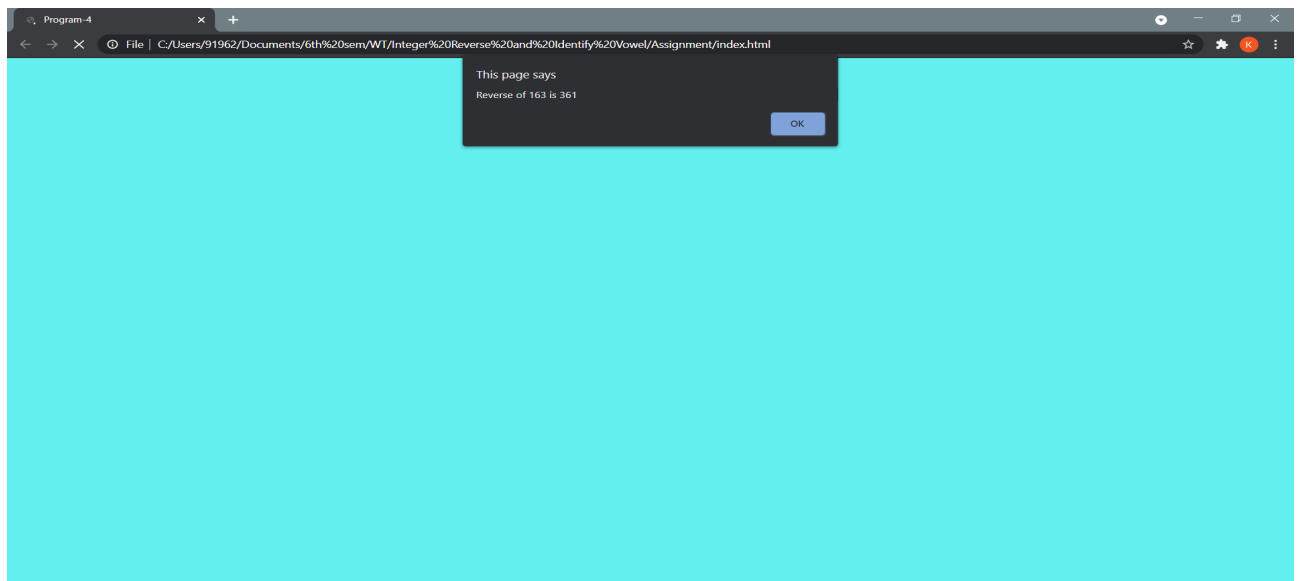 Program-4
File | C:/Users/91962/Documents/6th%20sem/WT/Integer%20Reverse%20and%20Identify%20Vowel/Assignment/index.html
K
This page says
Reverse of 163 is 361
OK